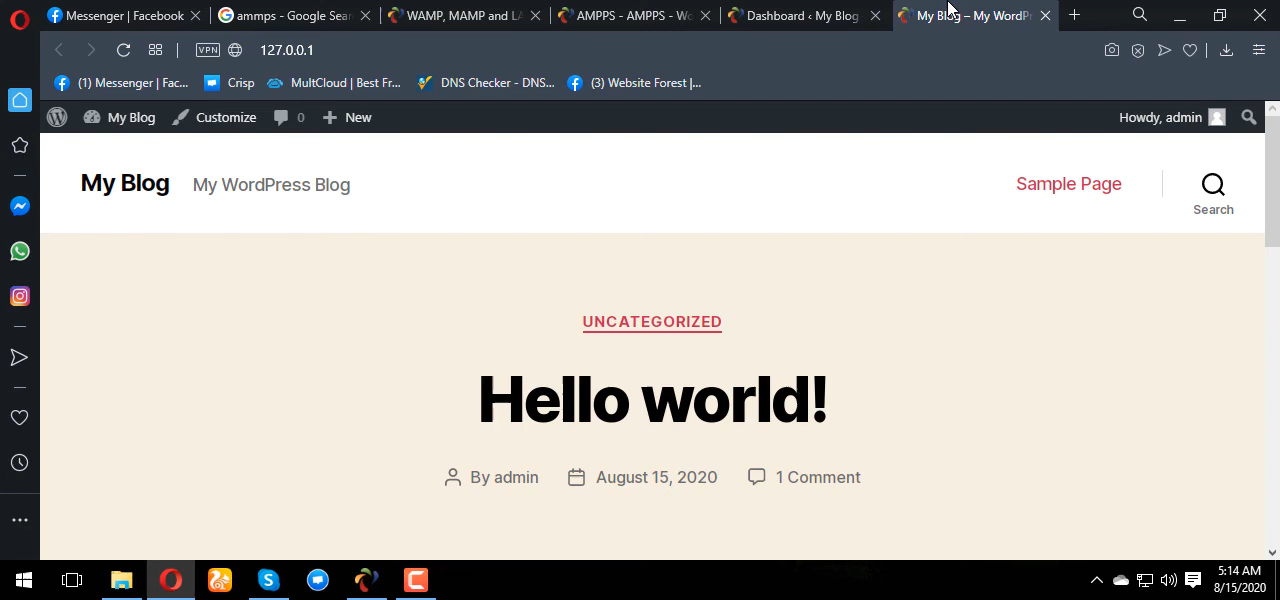 Messenger | Facebook
ammps - Google Sear
WAMP, MAMP and LA
AMPPS - AMPPS - Wo
Dashboard ‹ My Blog
My Blog – My WordPr
VPN
127.0.0.1
(1) Messenger | Fac...
Crisp
MultCloud | Best Fr...
DNS Checker - DNS...
(3) Website Forest |...
My Blog
Customize
0
New
Howdy, admin
My Blog
My WordPress Blog
Sample Page
Search
UNCATEGORIZED
Hello world!
By admin
August 15, 2020
1 Comment
5:14 AM
8/15/2020